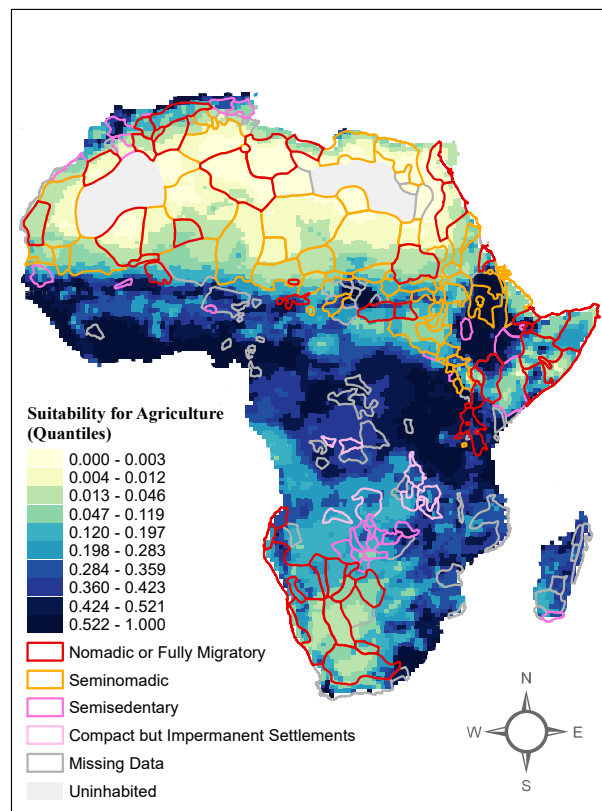 Suitability for Agriculture
(Quantiles)
0.000 - 0.003
0.004 - 0.012
0.013 - 0.046
0.047 - 0.119
0.120 - 0.197
0.198 - 0.283
0.284 - 0.359
0.360 - 0.423
0.424 - 0.521
0.522 - 1.000
Nomadic or Fully Migratory
Seminomadic
Semisedentary
Compact but Impermanent Settlements
Missing Data
Uninhabited
N
W E
S